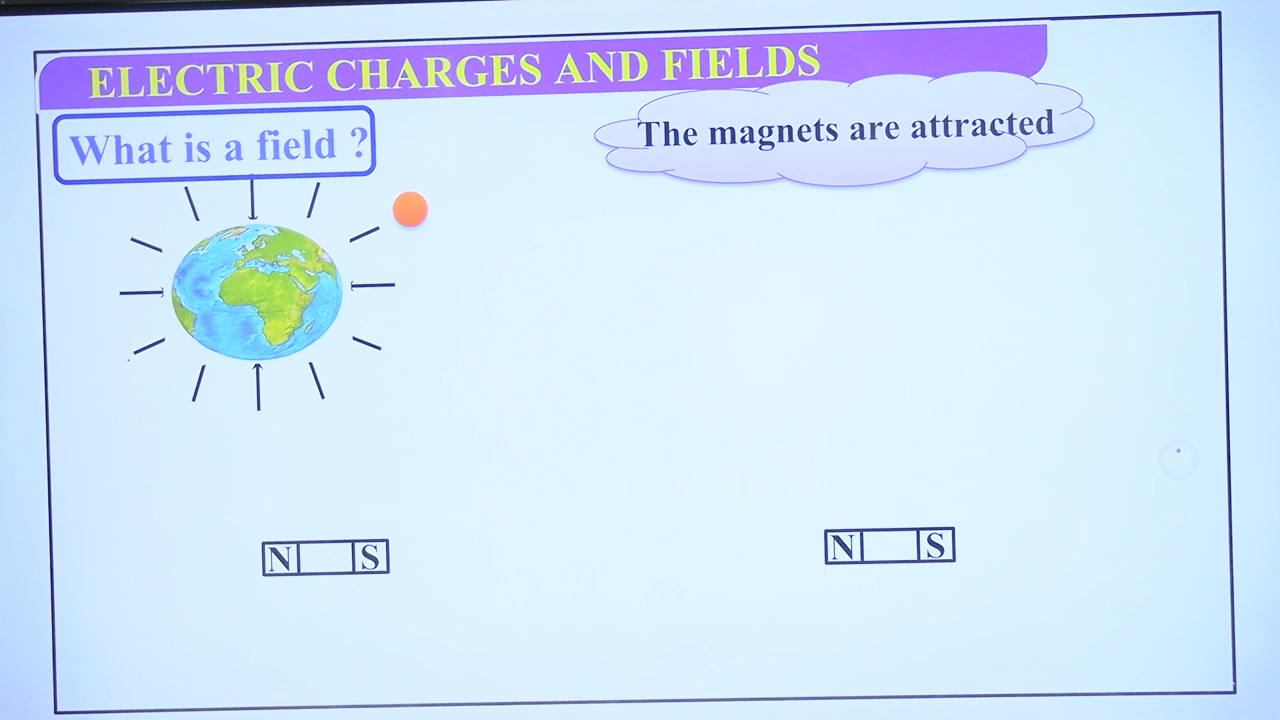 ELECTRIC CHARGES AND FIELDS
What is a field ?
The magnets are attracted
N S
N S